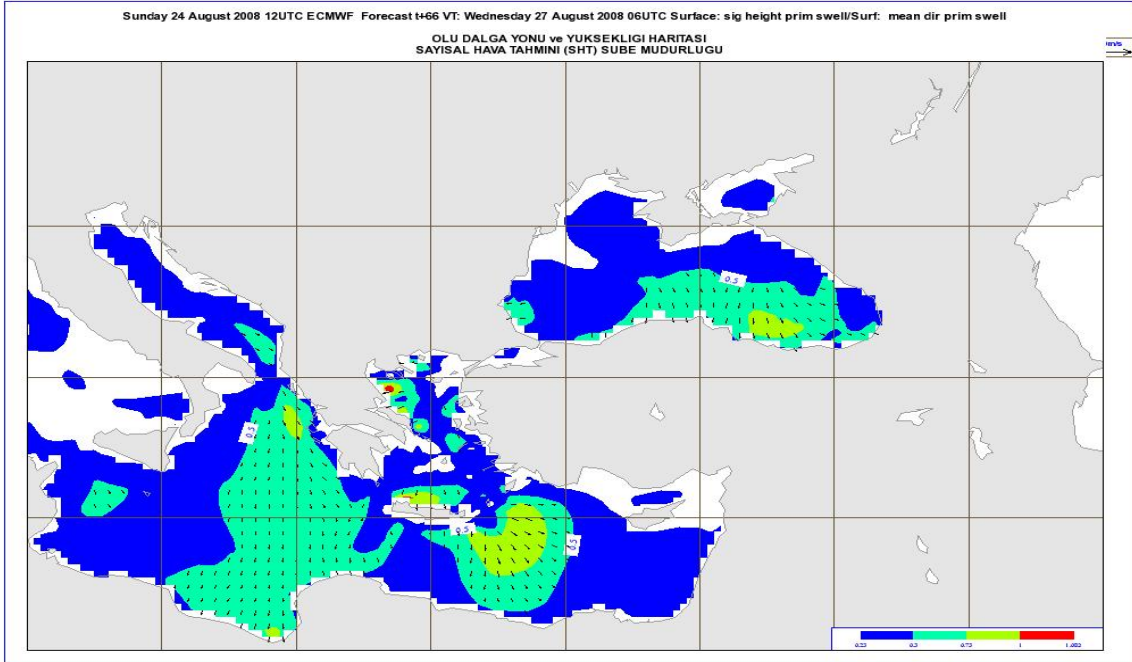 Sunday 24 August 2008 12UTC ECMWF Forecast t+66 VT: Wednesday 27 August 2008 06UTC Surface: sig height prim swell/Surf: mean dir prim swell
OLU DALGA YONU ve YUKSEKLIGI HARITASI
SAYISAL HAVA TAHMINI (SHT) SUBE MUDURLUGU
m/s
0.5
0.5
0.5
0.5
0.25 0.5 0.75 1 1.002